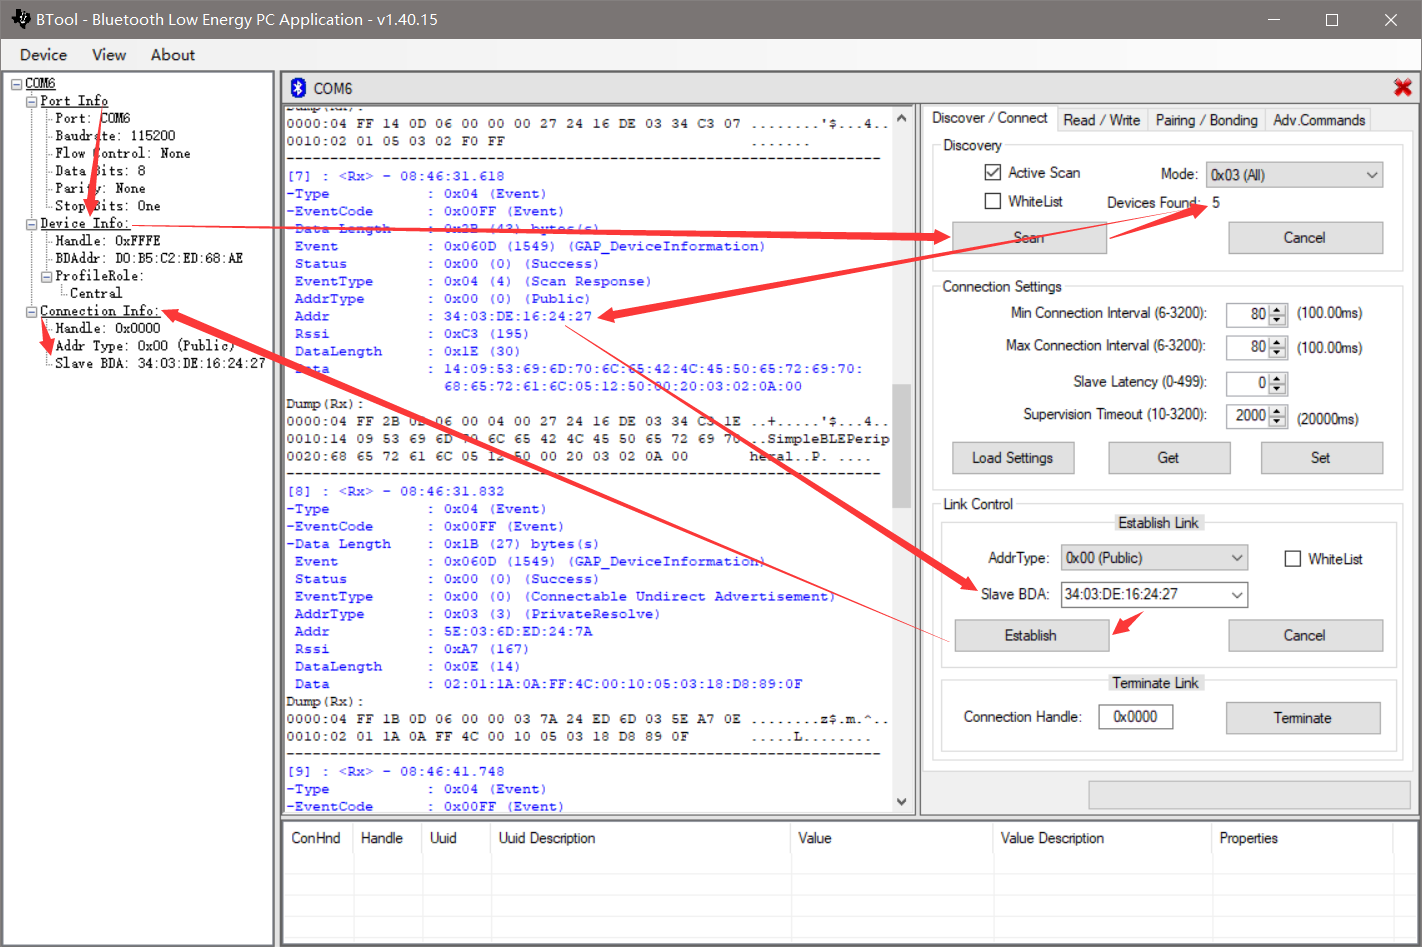 BTool - Bluetooth Low Energy PC Application - v1.40.15
Device View About
COM6
Port Info
Port: COM6
Baudrate: 115200
Flow Control: None
Data Bits: 8
Parity: None
Stop Bits: One
Device Info:
Handle: 0xFFFE
BDAddr: D0:B5:C2:ED:68:AE
ProfileRole:
Central
Connection Info:
Handle: 0x0000
Addr Type: 0x00 (Public)
Slave BDA: 34:03:DE:16:24:27
COM6
Dump(Rx):
0000:04 FF 14 0D 06 00 00 00 27 24 16 DE 03 34 C3 07 ........'$...4..
0010:02 01 05 03 02 F0 FF .......
[7] : <Rx> - 08:46:31.618
-Type : 0x04 (Event)
-EventCode : 0x00FF (Event)
-Data Length : 0x2B (43) bytes(s)
Event : 0x060D (1549) (GAP_DeviceInformation)
Status : 0x00 (0) (Success)
EventType : 0x04 (4) (Scan Response)
AddrType : 0x00 (0) (Public)
Addr : 34:03:DE:16:24:27
Rssi : 0xC3 (195)
DataLength : 0x1E (30)
Data : 14:09:53:69:6D:70:6C:65:42:4C:45:50:65:72:69:70:
68:65:72:61:6C:05:12:50:00:20:03:02:0A:00
Dump(Rx):
0000:04 FF 2B 0D 06 00 04 00 27 24 16 DE 03 34 C3 1E ..+.....'$...4..
0010:14 09 53 69 6D 70 6C 65 42 4C 45 50 65 72 69 70 ..SimpleBLEPerip
0020:68 65 72 61 6C 05 12 50 00 20 03 02 0A 00 heral..P. ....
[8] : <Rx> - 08:46:31.832
-Type : 0x04 (Event)
-EventCode : 0x00FF (Event)
-Data Length : 0x1B (27) bytes(s)
Event : 0x060D (1549) (GAP_DeviceInformation)
Status : 0x00 (0) (Success)
EventType : 0x00 (0) (Connectable Undirect Advertisement)
AddrType : 0x03 (3) (PrivateResolve)
Addr : 5E:03:6D:ED:24:7A
Rssi : 0xA7 (167)
DataLength : 0x0E (14)
Data : 02:01:1A:0A:FF:4C:00:10:05:03:18:D8:89:0F
Dump(Rx):
0000:04 FF 1B 0D 06 00 00 03 7A 24 ED 6D 03 5E A7 0E ........z$.m.^..
0010:02 01 1A 0A FF 4C 00 10 05 03 18 D8 89 0F .....L........
[9] : <Rx> - 08:46:41.748
-Type : 0x04 (Event)
-EventCode : 0x00FF (Event)
Discover / Connect Read / Write Pairing / Bonding Adv.Commands
Discovery
Active Scan Mode: 0x03 (All)
WhiteList Devices Found: 5
Scan Cancel
Connection Settings
Min Connection Interval (6-3200): 80 (100.00ms)
Max Connection Interval (6-3200): 80 (100.00ms)
Slave Latency (0-499): 0
Supervision Timeout (10-3200): 2000 (20000ms)
Load Settings Get Set
Link Control
Establish Link
AddrType: 0x00 (Public) WhiteList
Slave BDA: 34:03:DE:16:24:27
Establish Cancel
Terminate Link
Connection Handle: 0x0000 Terminate
ConHnd Handle Uuid Uuid Description Value Value Description Properties